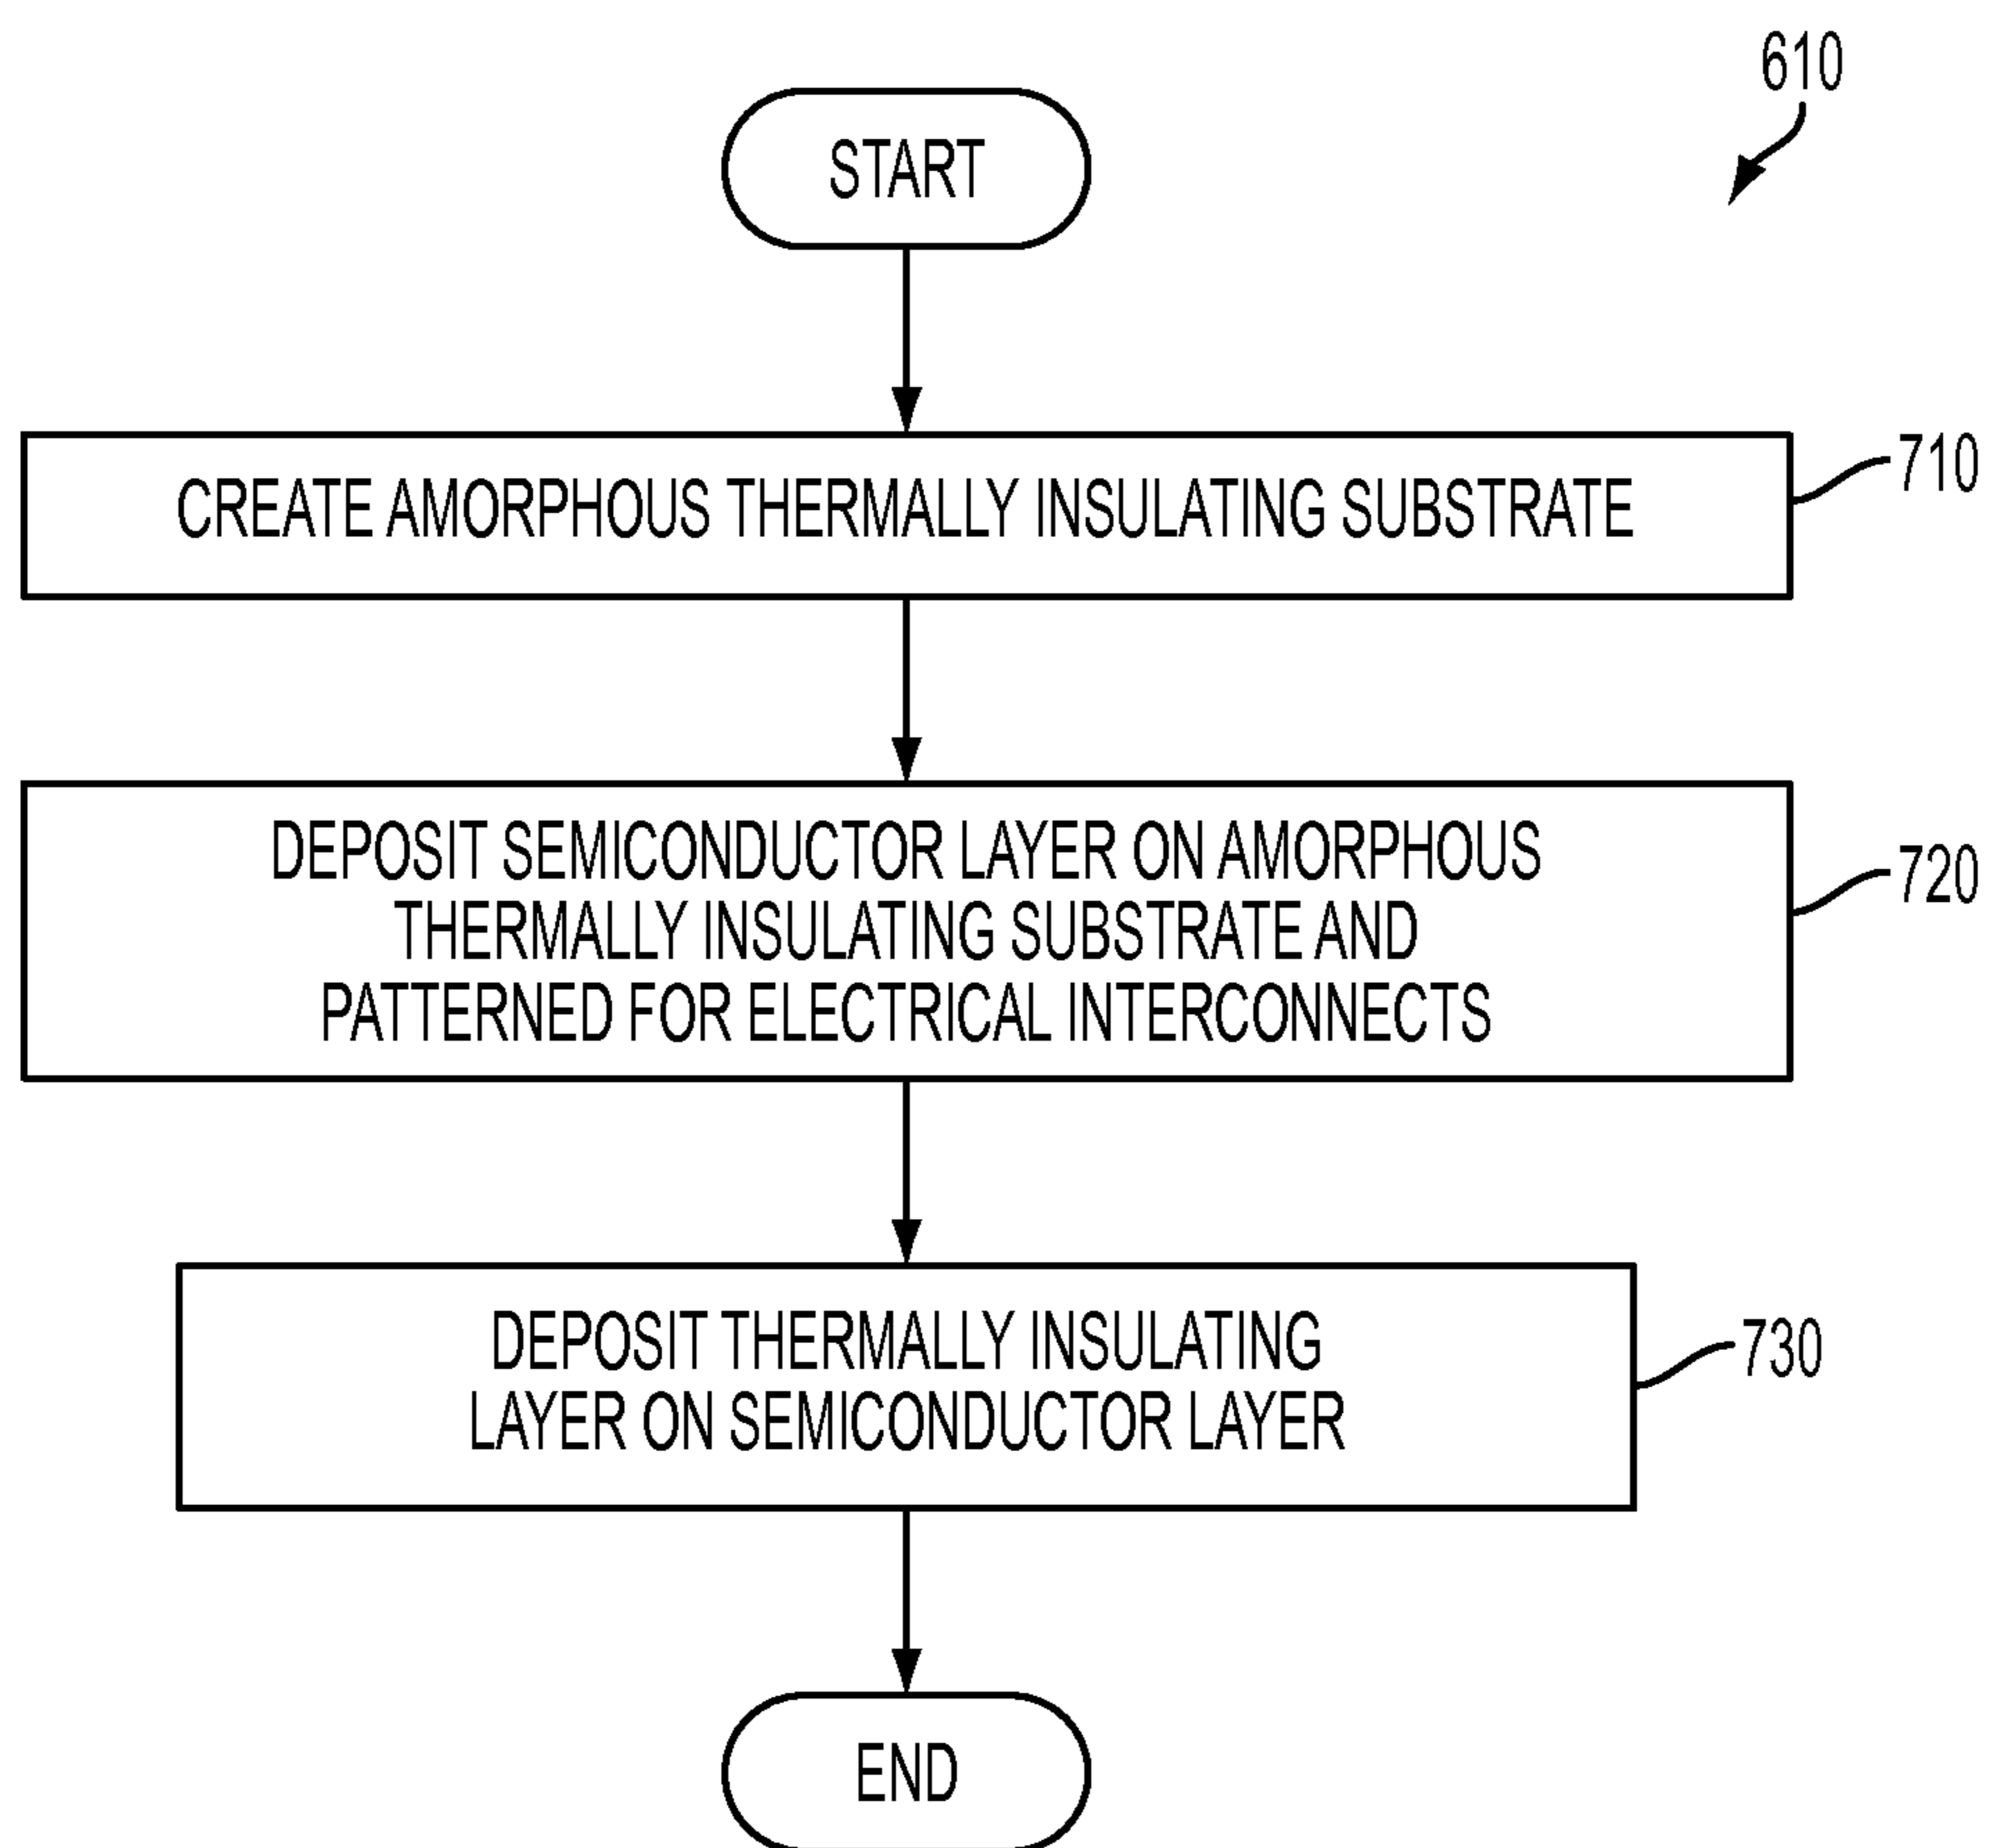 610
START
CREATE AMORPHOUS THERMALLY INSULATING SUBSTRATE
710
DEPOSIT SEMICONDUCTOR LAYER ON AMORPHOUS
THERMALLY INSULATING SUBSTRATE AND
PATTERNED FOR ELECTRICAL INTERCONNECTS
720
DEPOSIT THERMALLY INSULATING
LAYER ON SEMICONDUCTOR LAYER
730
END